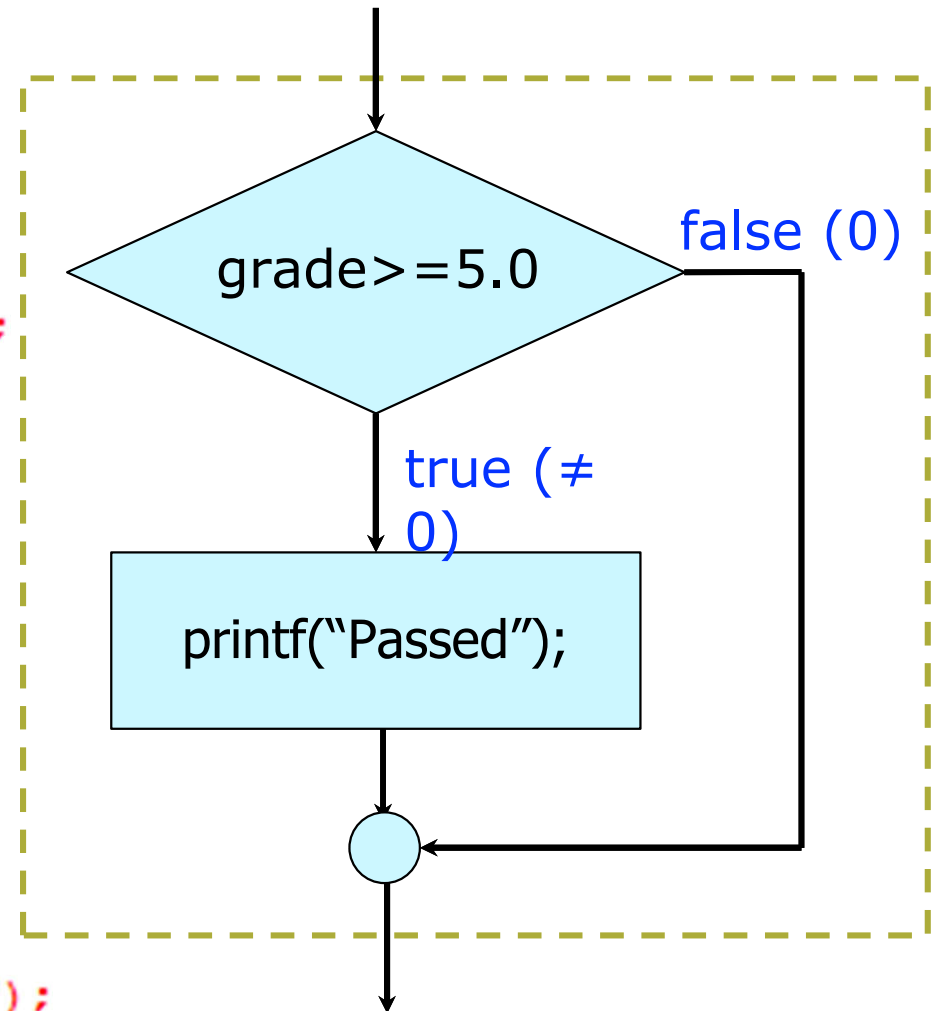 false (0)
grade>=5.0
;
true (≠
0)
printf(“Passed”);
);